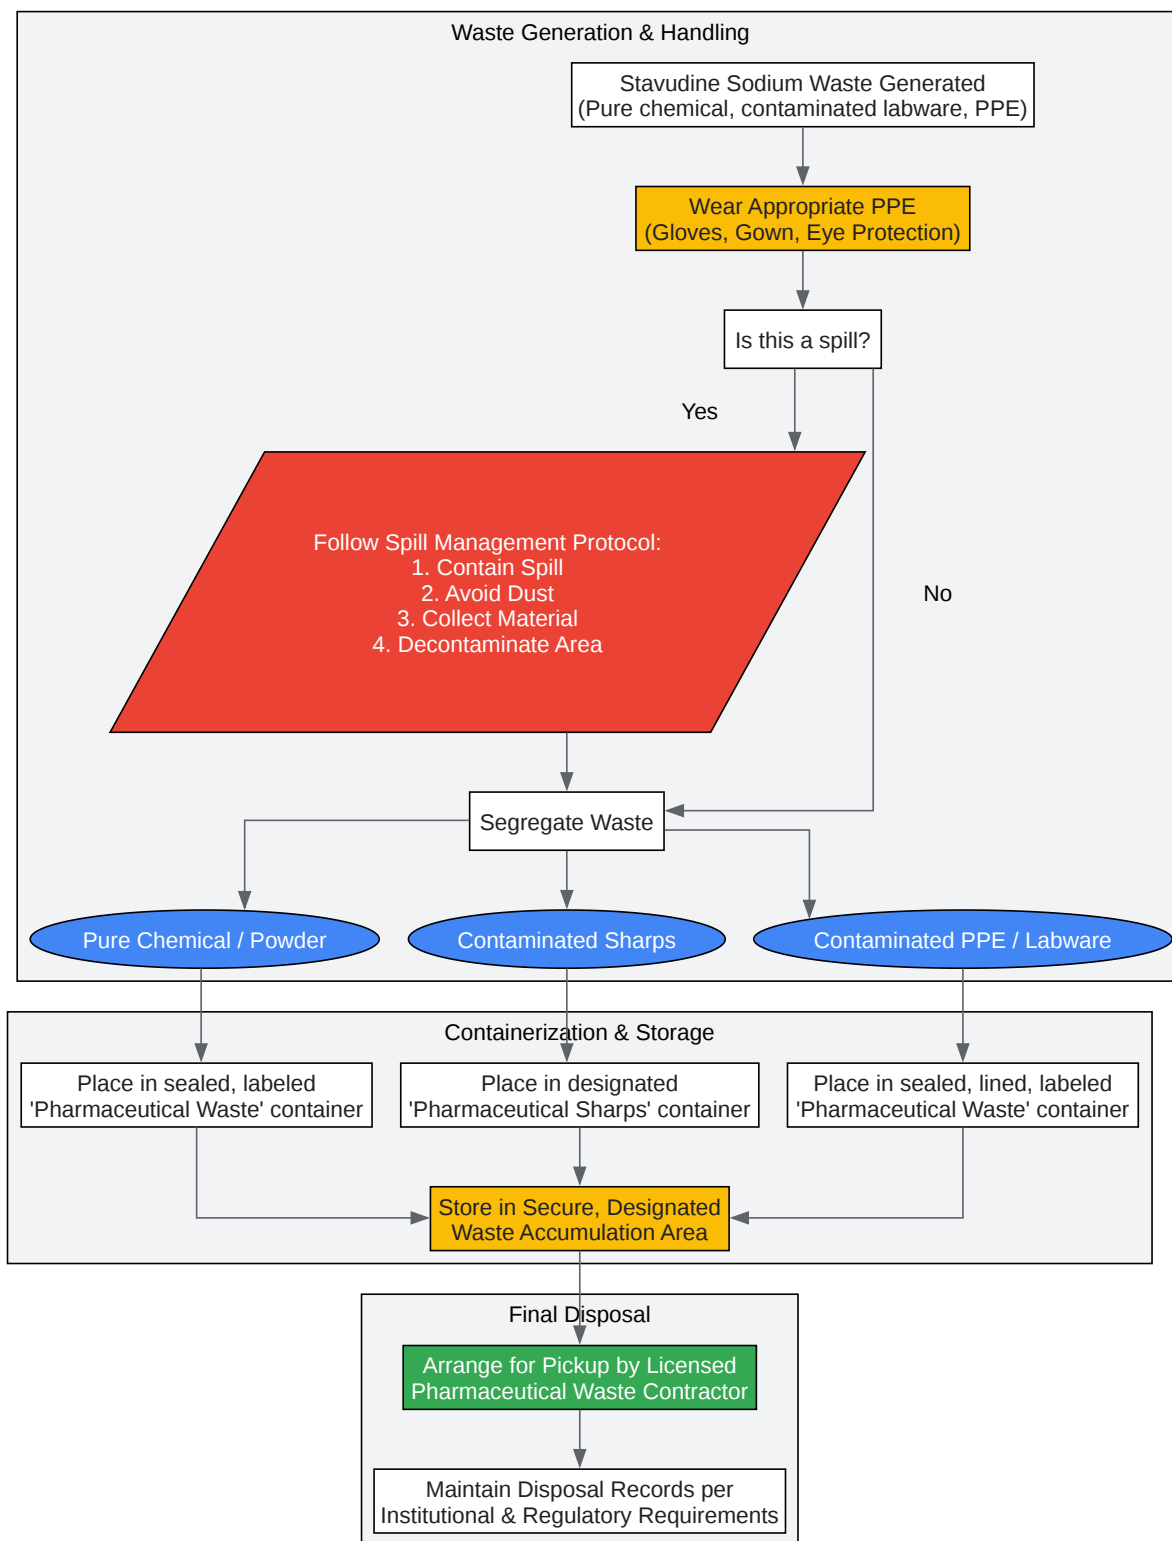 Waste Generation & Handling
Stavudine Sodium Waste Generated
(Pure chemical, contaminated labware, PPE)
Wear Appropriate PPE
(Gloves, Gown, Eye Protection)
Is this a spill?
Yes
No
Follow Spill Management Protocol:
1. Contain Spill
2. Avoid Dust
3. Collect Material
4. Decontaminate Area
Segregate Waste
Pure Chemical / Powder
Contaminated Sharps
Contaminated PPE / Labware
Containerization & Storage
Place in sealed, labeled
'Pharmaceutical Waste' container
Place in designated
'Pharmaceutical Sharps' container
Place in sealed, lined, labeled
'Pharmaceutical Waste' container
Store in Secure, Designated
Waste Accumulation Area
Final Disposal
Arrange for Pickup by Licensed
Pharmaceutical Waste Contractor
Maintain Disposal Records per
Institutional & Regulatory Requirements